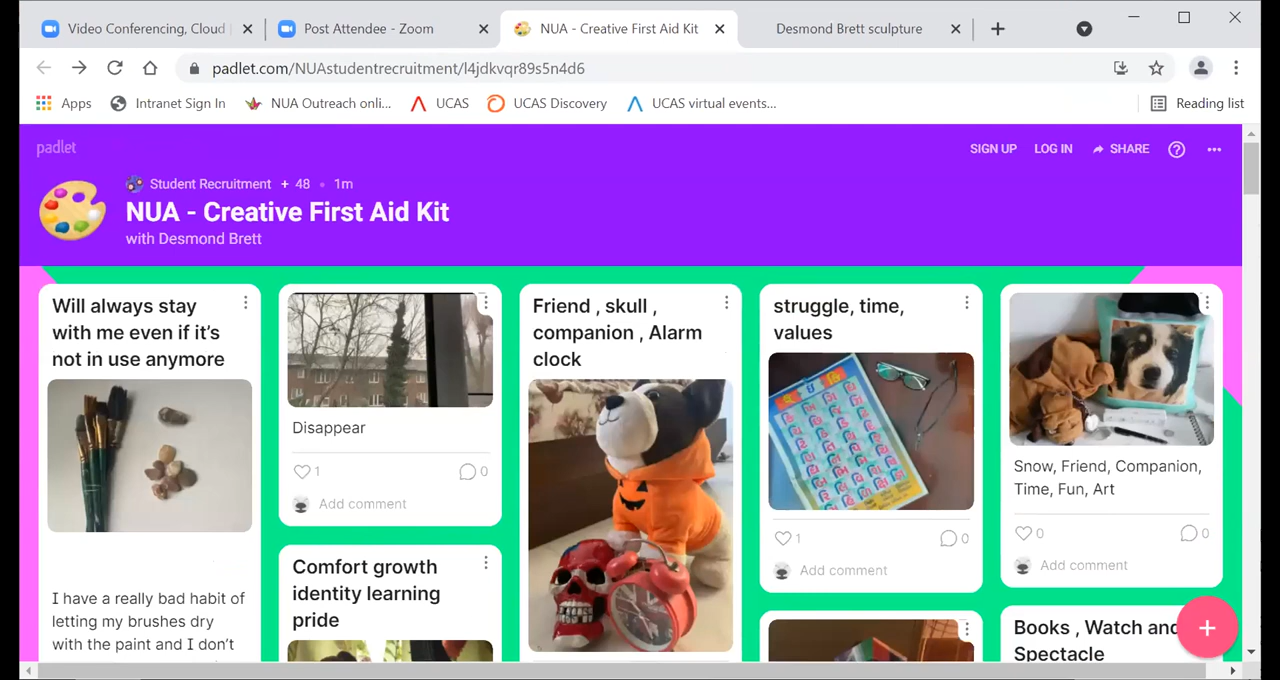 Video Conferencing, Cloud
Post Attendee - Zoom
NUA - Creative First Aid Kit
Desmond Brett sculpture
padlet.com/NUAstudentrecruitment/l4jdkvqr89s5n4d6
Apps
Intranet Sign In
NUA Outreach onli...
UCAS
UCAS Discovery
UCAS virtual events...
Reading list
padlet
SIGN UP
LOG IN
SHARE
Student Recruitment + 48 • 1m
NUA - Creative First Aid Kit
with Desmond Brett
Will always stay
with me even if it's
not in use anymore
I have a really bad habit of
letting my brushes dry
with the paint and I don't
Disappear
1
0
Add comment
Comfort growth
identity learning
pride
Friend , skull ,
companion , Alarm
clock
struggle, time,
values
1
0
Add comment
Snow, Friend, Companion,
Time, Fun, Art
0
0
Add comment
Books , Watch and
Spectacle